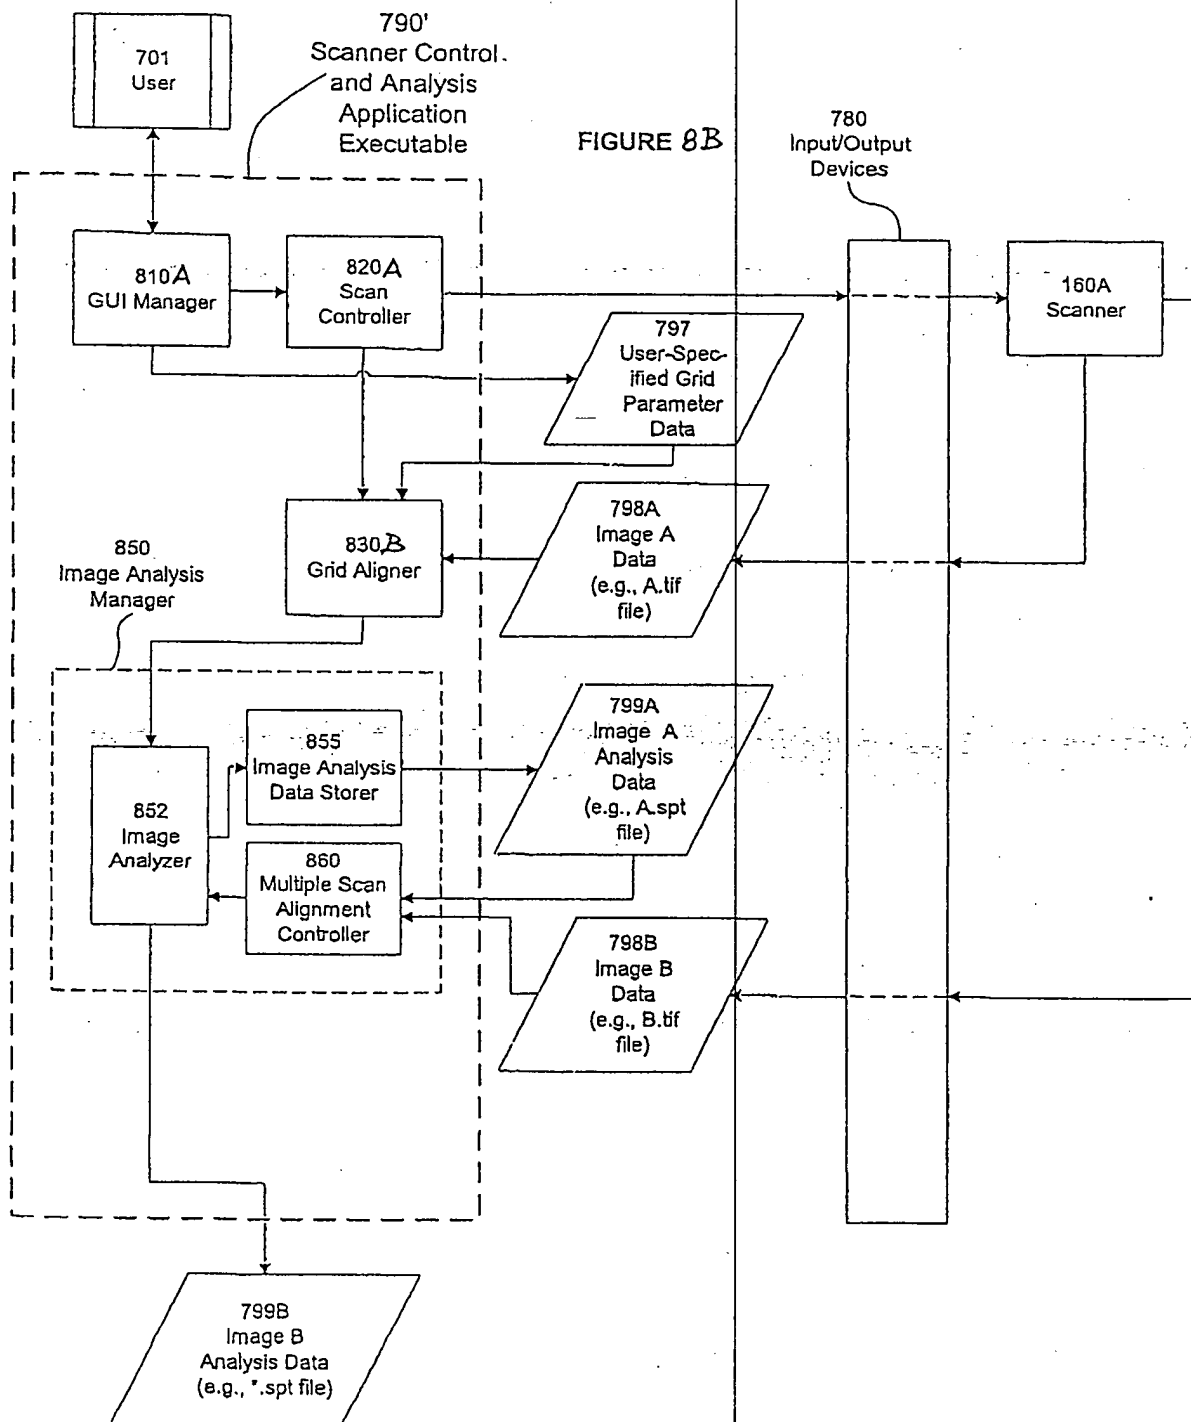 701
User
790'
Scanner Control
and Analysis
Application
Executable
FIGURE 8B
780
Input/Output
Devices
810A
GUI Manager
820A
Scan
Controller
160A
Scanner
797
User-Spec-
ified Grid
Parameter
Data
798A
Image A
Data
(e.g., A.tif
file)
830B
Grid Aligner
850
Image Analysis
Manager
799A
Image A
Analysis
Data
(e.g., A.spt
file)
855
Image Analysis
Data Storer
852
Image
Analyzer
860
Multiple Scan
Alignment
Controller
798B
Image B
Data
(e.g., B.tif
file)
799B
Image B
Analysis Data
(e.g., *.spt file)